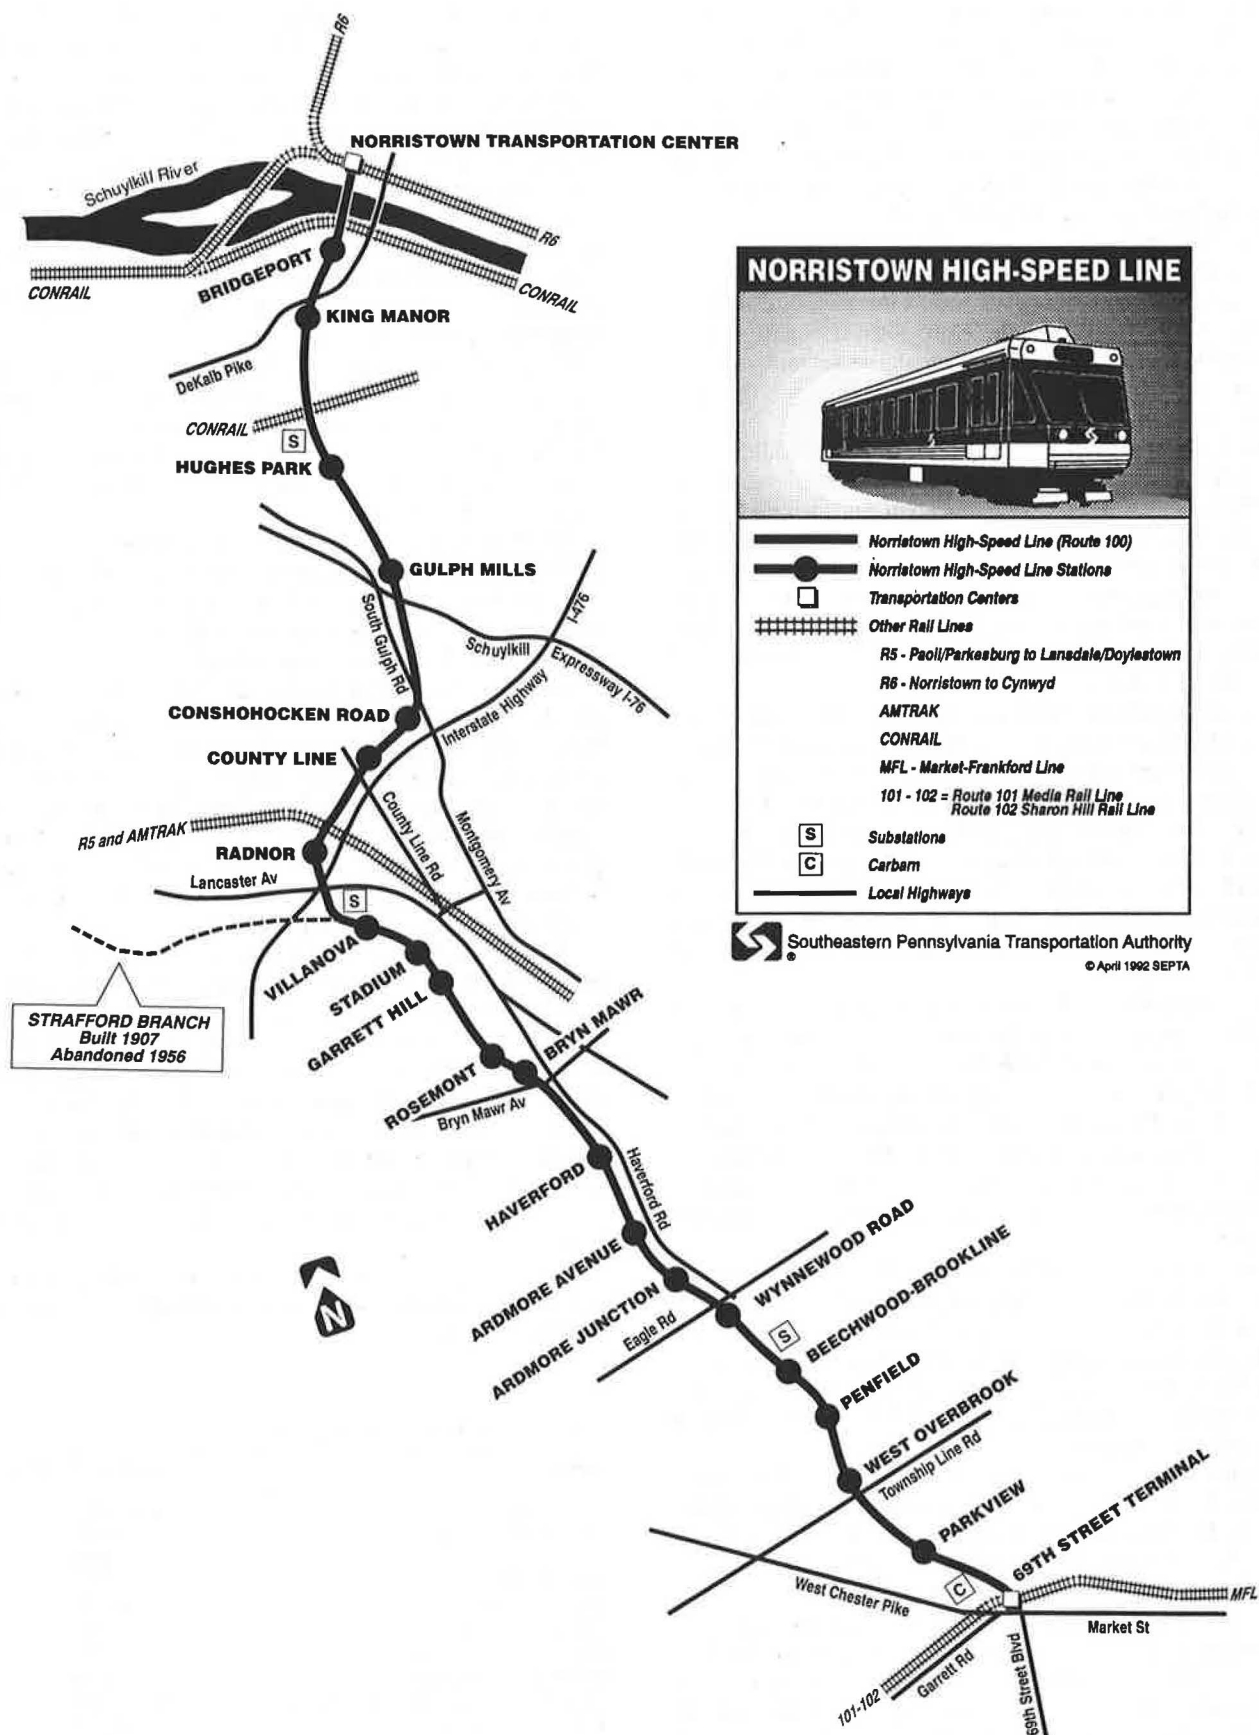 R6
NORRISTOWN TRANSPORTATION CENTER
Schuylkill River
R6
BRIDGEPORT
CONRAIL
CONRAIL
KING MANOR
DeKalb Pike
CONRAIL
S
HUGHES PARK
GULPH MILLS
South Gulph Rd
I-476
Schuylkill
Expressway I-76
Interstate Highway
CONSHOHOCKEN ROAD
COUNTY LINE
County Line Rd
Montgomery Av
R5 and AMTRAK
RADNOR
Lancaster Av
S
VILLANOVA
STADIUM
GARRETT HILL
STRAFFORD BRANCH
Built 1907
Abandoned 1956
ROSEMONT
BRYN MAWR
Bryn Mawr Av
HAVERFORD
Haverford Rd
ARDMORE AVENUE
ARDMORE JUNCTION
Eagle Rd
WYNNEWOOD ROAD
S
BEECHWOOD-BROOKLINE
N
PENFIELD
WEST OVERBROOK
Township Line Rd
PARKVIEW
69TH STREET TERMINAL
C
West Chester Pike
MFL
Market St
101-102
Garrett Rd
69th Street Blvd
NORRISTOWN HIGH-SPEED LINE
Norristown High-Speed Line (Route 100)
Norristown High-Speed Line Stations
Transportation Centers
Other Rail Lines
R5 - Paoli/Parkesburg to Lansdale/Doylestown
R6 - Norristown to Cynwyd
AMTRAK
CONRAIL
MFL - Market-Frankford Line
101 - 102 = Route 101 Media Rail Line
Route 102 Sharon Hill Rail Line
S Substations
C Carbarn
Local Highways
® Southeastern Pennsylvania Transportation Authority
© April 1992 SEPTA